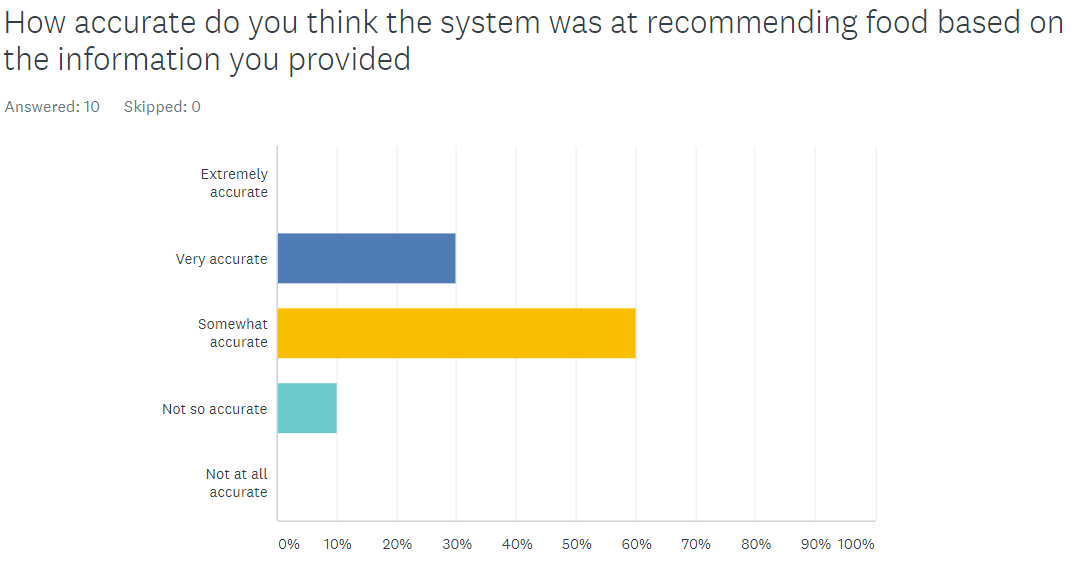 How accurate do you think the system was at recommending food based on
the information you provided
Answered: 10 Skipped: 0
Extremely
accurate
Very accurate
Somewhat
accurate
Not so accurate
Not at all
accurate
0% 10% 20% 30% 40% 50% 60% 70% 80% 90% 100%